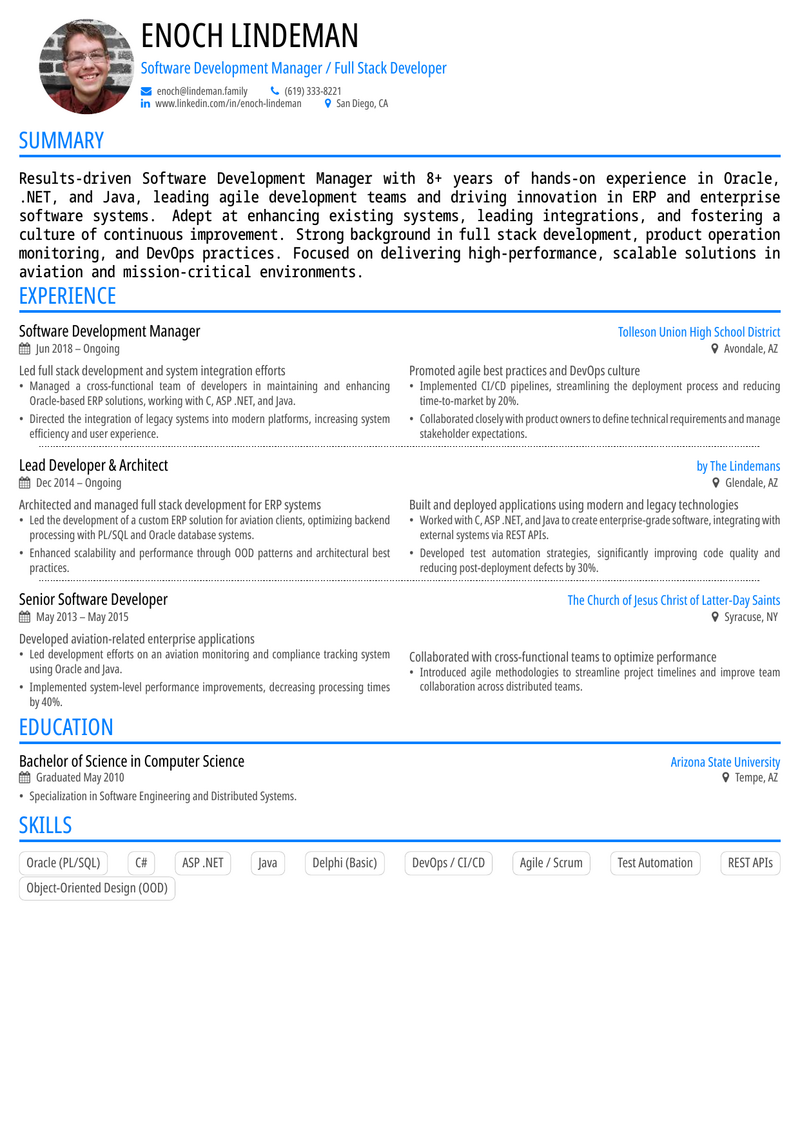 ENOCH LINDEMAN
Software Development Manager / Full Stack Developer
enoch@lindeman.family (619) 333-8221
www.linkedin.com/in/enoch-lindeman San Diego, CA
SUMMARY
Results-driven Software Development Manager with 8+ years of hands-on experience in Oracle,
.NET, and Java, leading agile development teams and driving innovation in ERP and enterprise
software systems. Adept at enhancing existing systems, leading integrations, and fostering a
culture of continuous improvement. Strong background in full stack development, product operation
monitoring, and DevOps practices. Focused on delivering high-performance, scalable solutions in
aviation and mission-critical environments.
EXPERIENCE
Software Development Manager
Tolleson Union High School District
Jun 2018 – Ongoing
Avondale, AZ
Led full stack development and system integration efforts
• Managed a cross-functional team of developers in maintaining and enhancing
Oracle-based ERP solutions, working with C, ASP .NET, and Java.
• Directed the integration of legacy systems into modern platforms, increasing system
efficiency and user experience.
Promoted agile best practices and DevOps culture
• Implemented CI/CD pipelines, streamlining the deployment process and reducing
time-to-market by 20%.
• Collaborated closely with product owners to define technical requirements and manage
stakeholder expectations.
Lead Developer & Architect
by The Lindemans
Dec 2014 – Ongoing
Glendale, AZ
Architected and managed full stack development for ERP systems
• Led the development of a custom ERP solution for aviation clients, optimizing backend
processing with PL/SQL and Oracle database systems.
• Enhanced scalability and performance through OOD patterns and architectural best
practices.
Built and deployed applications using modern and legacy technologies
• Worked with C, ASP .NET, and Java to create enterprise-grade software, integrating with
external systems via REST APIs.
• Developed test automation strategies, significantly improving code quality and
reducing post-deployment defects by 30%.
Senior Software Developer
The Church of Jesus Christ of Latter-Day Saints
May 2013 – May 2015
Syracuse, NY
Developed aviation-related enterprise applications
• Led development efforts on an aviation monitoring and compliance tracking system
using Oracle and Java.
• Implemented system-level performance improvements, decreasing processing times
by 40%.
Collaborated with cross-functional teams to optimize performance
• Introduced agile methodologies to streamline project timelines and improve team
collaboration across distributed teams.
EDUCATION
Bachelor of Science in Computer Science
Arizona State University
Graduated May 2010
Tempe, AZ
• Specialization in Software Engineering and Distributed Systems.
SKILLS
Oracle (PL/SQL) C# ASP .NET Java Delphi (Basic) DevOps / CI/CD Agile / Scrum Test Automation REST APIs
Object-Oriented Design (OOD)